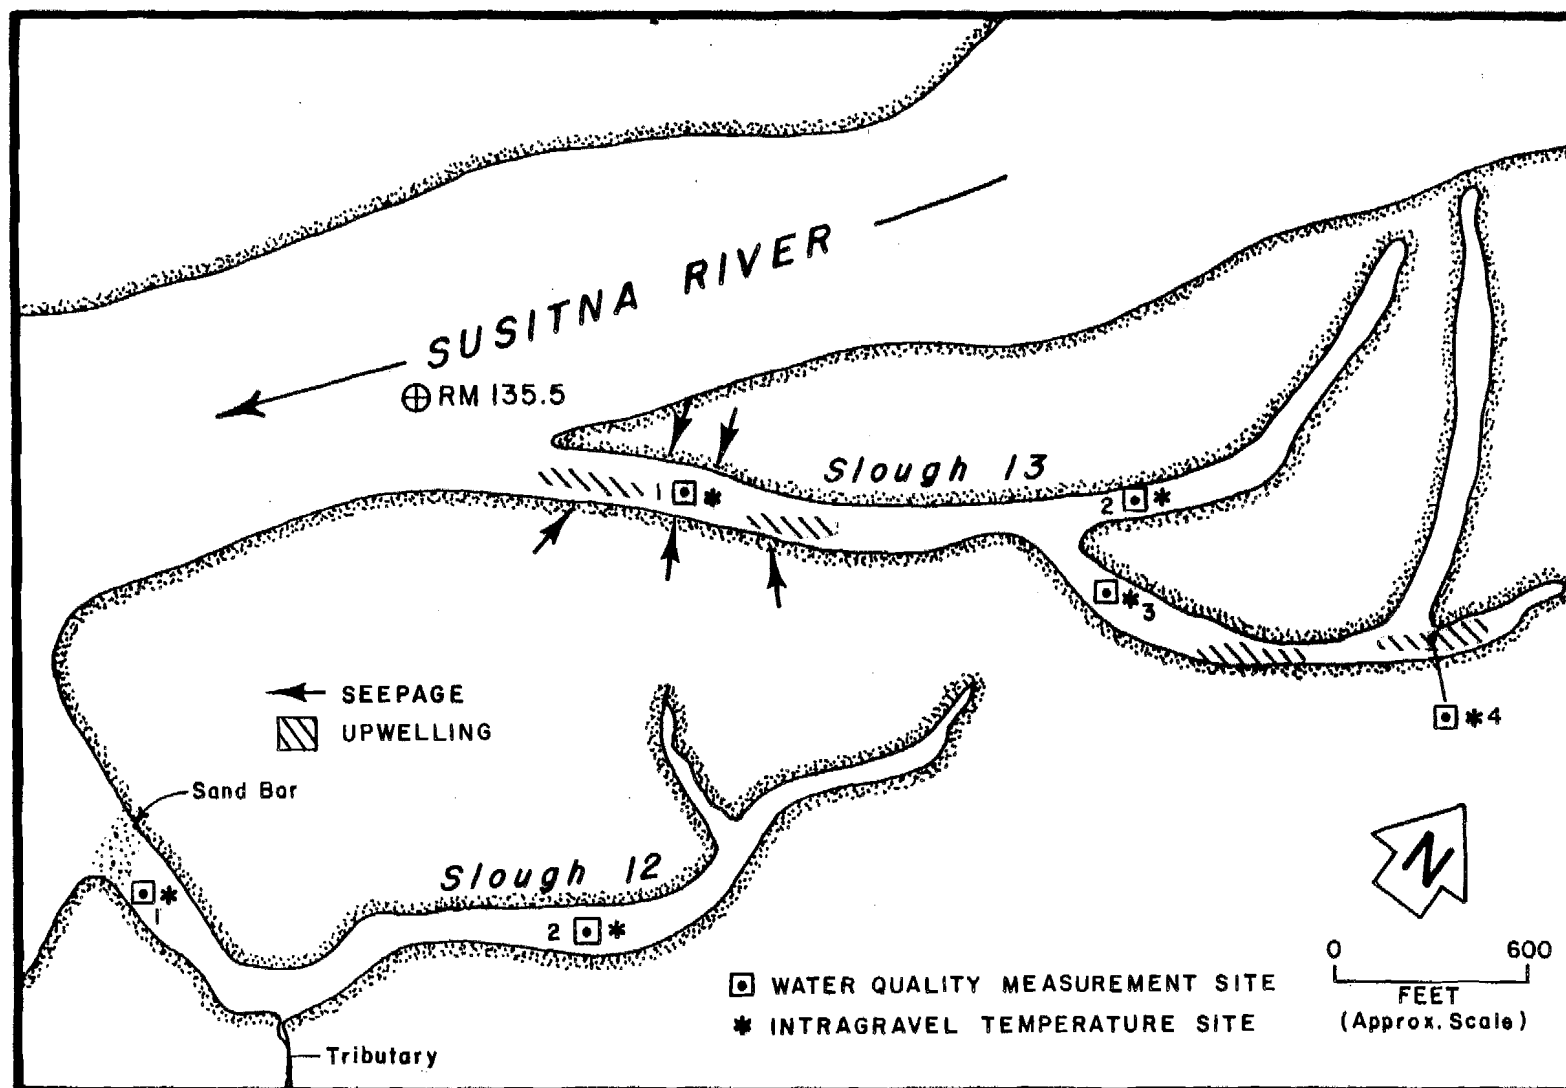 SUSITNA RIVER
RM 135.5
Slough 13
1
2
3
4
SEEPAGE
UPWELLING
Sand Bar
Slough 12
1
2
N
0 600
FEET
(Approx. Scale)
WATER QUALITY MEASUREMENT SITE
INTRAGRAVEL TEMPERATURE SITE
Tributary